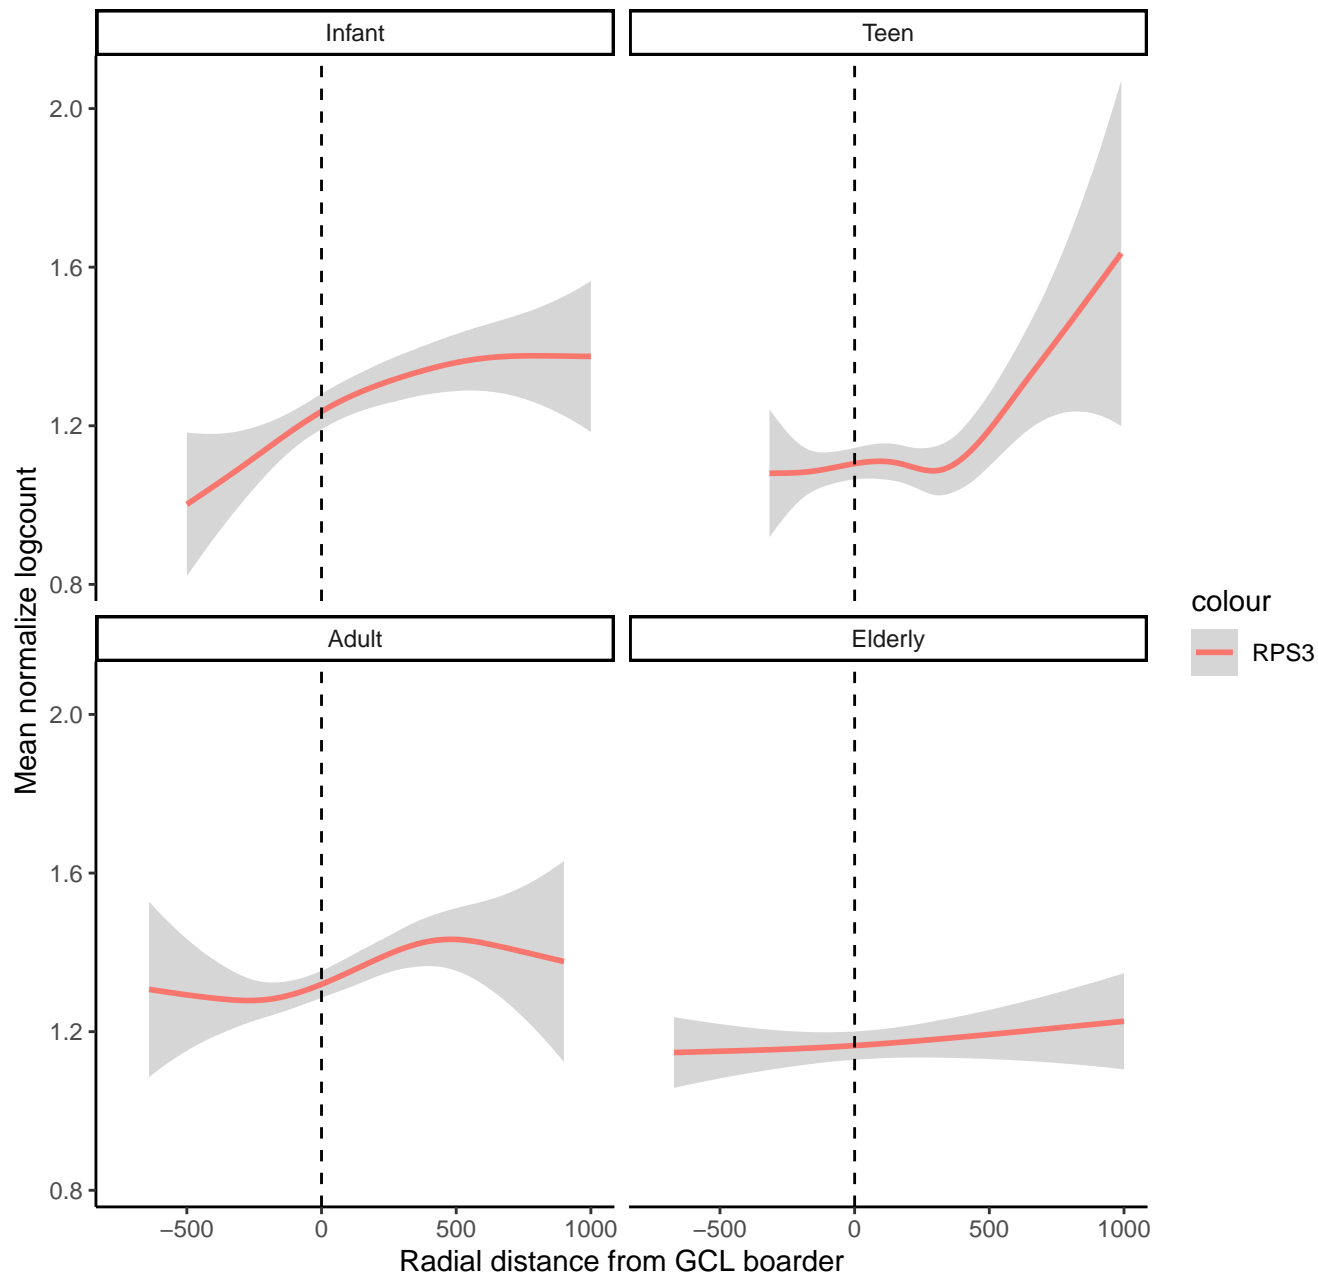 Infant
Teen
2.0
1.6
1.2
0.8
Adult
Elderly
2.0
1.6
1.2
0.8
−500
0
500
1000
−500
0
500
1000
Radial distance from GCL boarder
Mean normalize logcount
colour
RPS3